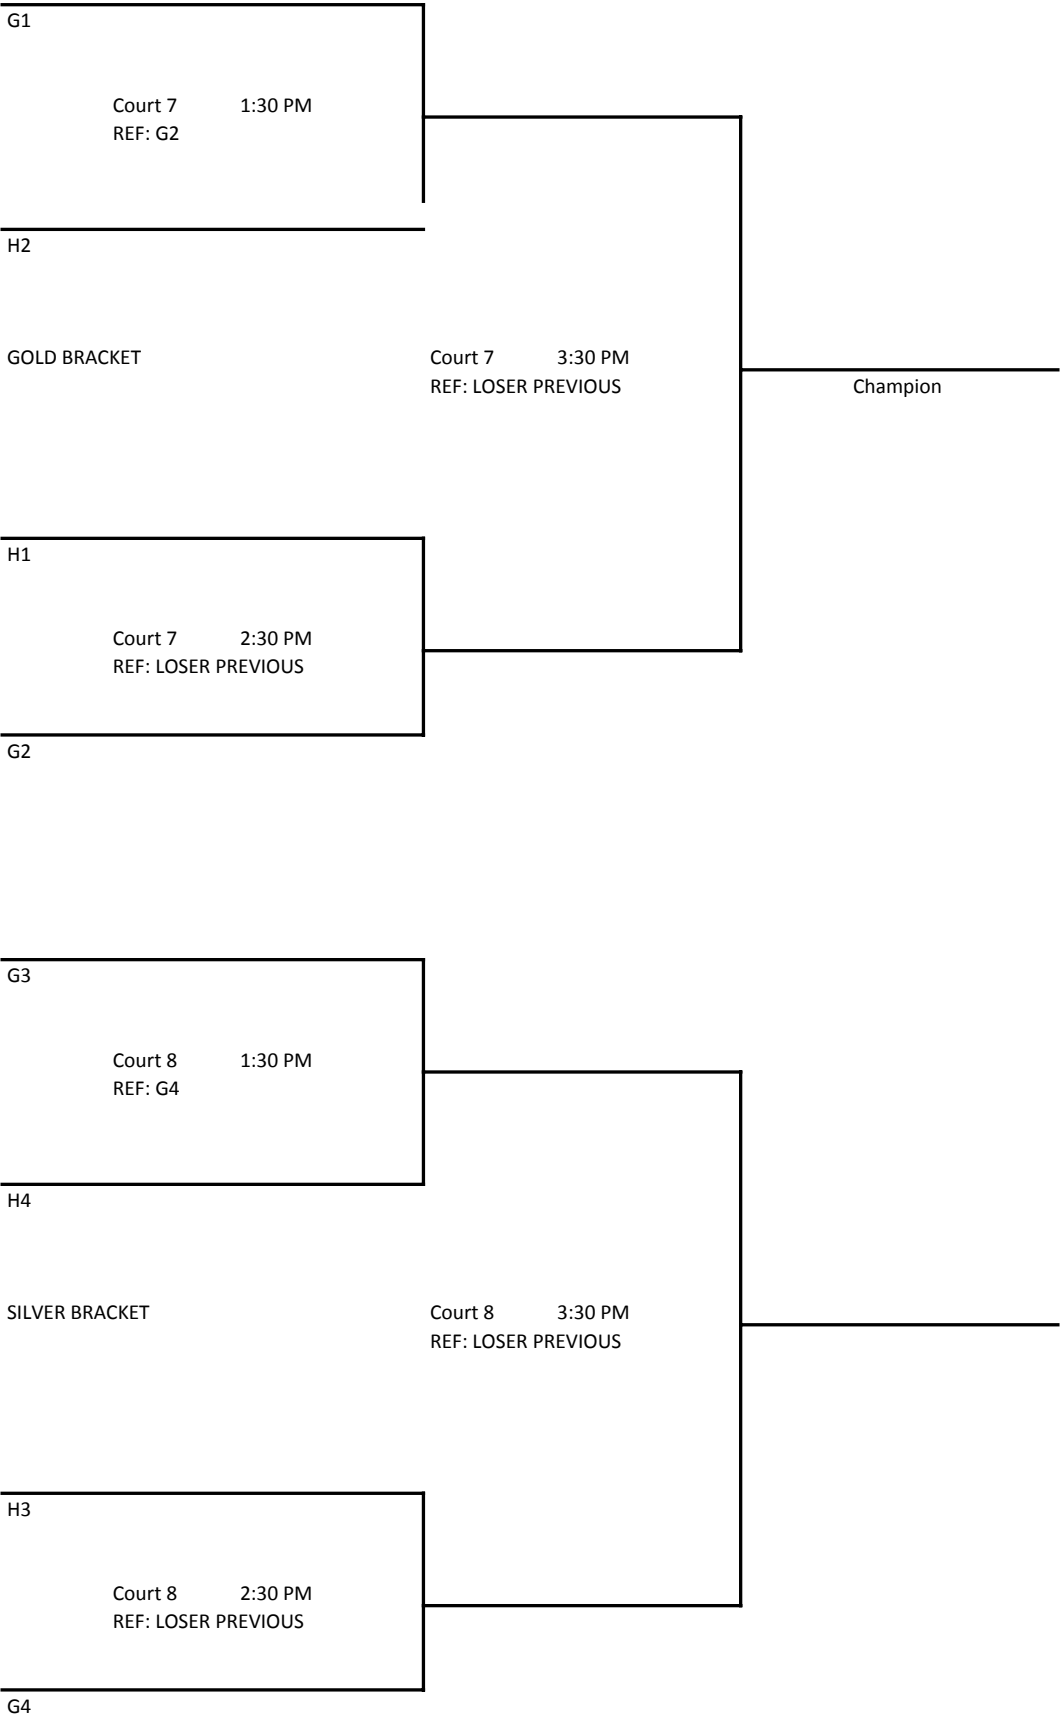 G1
Court 7 1:30 PM
REF: G2
H2
GOLD BRACKET Court 7 3:30 PM
REF: LOSER PREVIOUS Champion
H1
Court 7 2:30 PM
REF: LOSER PREVIOUS
G2
G3
Court 8 1:30 PM
REF: G4
H4
SILVER BRACKET Court 8 3:30 PM
REF: LOSER PREVIOUS
H3
Court 8 2:30 PM
REF: LOSER PREVIOUS
G4